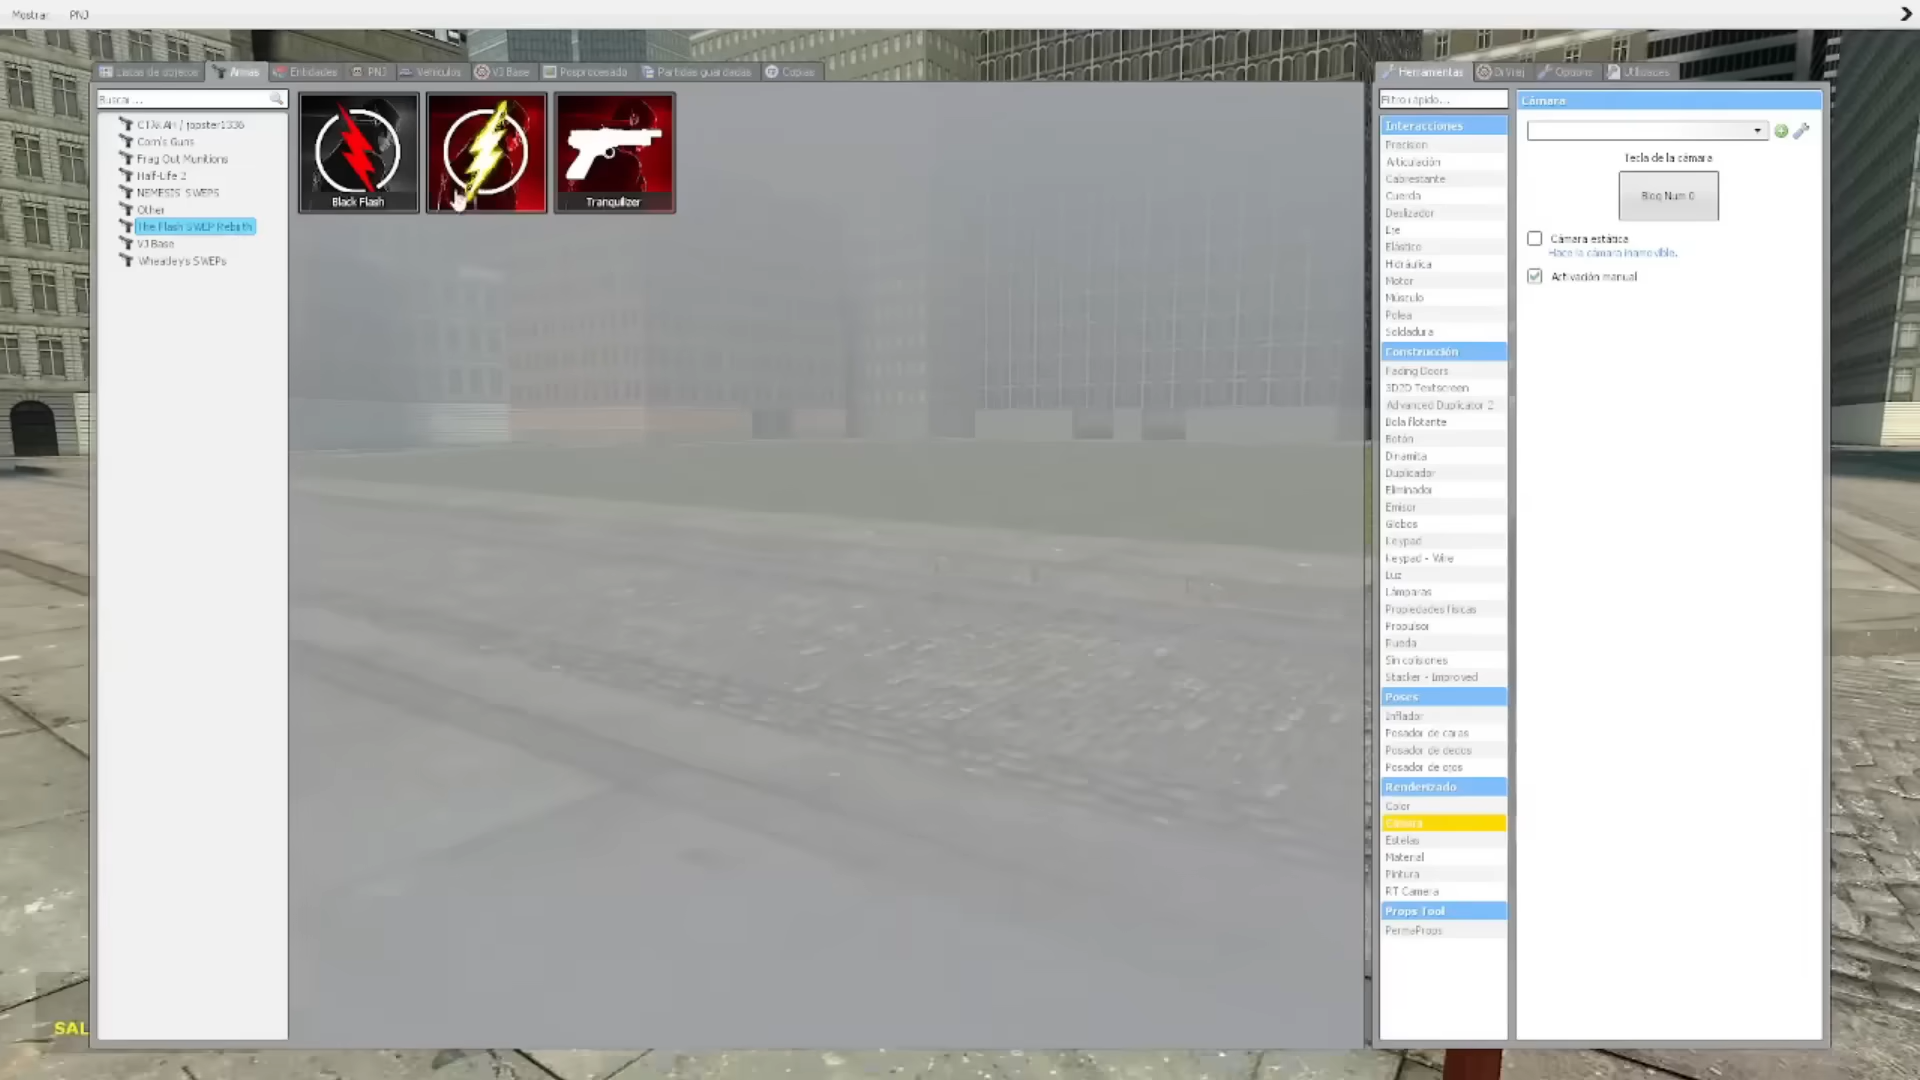 Mostrar PNJ
Listas de objetos Armas Entidades PNJ Vehículos VJ Base Posprocesado Partidas guardadas Copias
Buscar ...
Corn's Guns
Frag Out Munitions
Half-Life 2
NEMESIS SWEPS
Other
The Flash SWEP Rebirth
VJ Base
Wheatley's SWEPs
Black Flash
Tranquilizer
SAL
Herramientas DrVrej Opciones Utilidades
Filtro rápido...
Interacciones
Precisión
Articulación
Cabrestante
Cuerda
Deslizador
Eje
Elástico
Hidráulica
Motor
Músculo
Polea
Soldadura
Construcción
Fading Doors
3D2D Textscreen
Advanced Duplicator 2
Bola flotante
Botón
Dinamita
Duplicador
Eliminador
Emisor
Globos
Keypad
Keypad - Wire
Luz
Lámparas
Propiedades físicas
Propulsor
Rueda
Sin colisiones
Stacker - Improved
Poses
Inflador
Posador de caras
Posador de dedos
Posador de ojos
Renderizado
Color
Cámara
Estelas
Material
Pintura
RT Camera
Props Tool
PermaProps
Cámara
Tecla de la cámara
Bloq Num 0
Cámara estática
Hace la cámara inamovible.
Activación manual